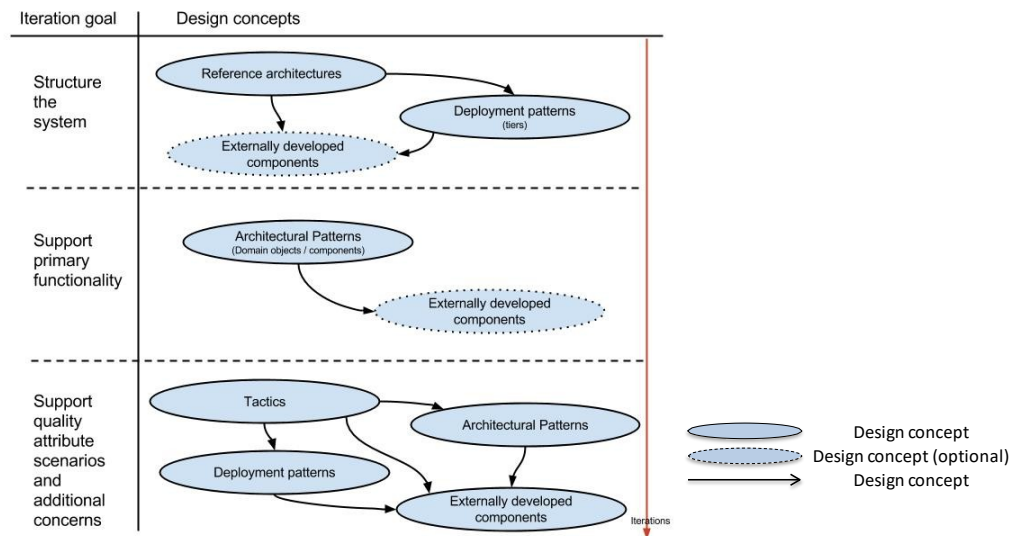 Iteration goal
Design concepts
Structure
the
system
Reference architectures
Deployment patterns
(tiers)
Externally developed
components
Support
primary
functionality
Architectural Patterns
(Domain objects / components)
Externally developed
components
Support
quality
attribute
scenarios
and
additional
concerns
Tactics
Architectural Patterns
Deployment patterns
Externally developed
components
Iterations
Design concept
Design concept (optional)
Design concept